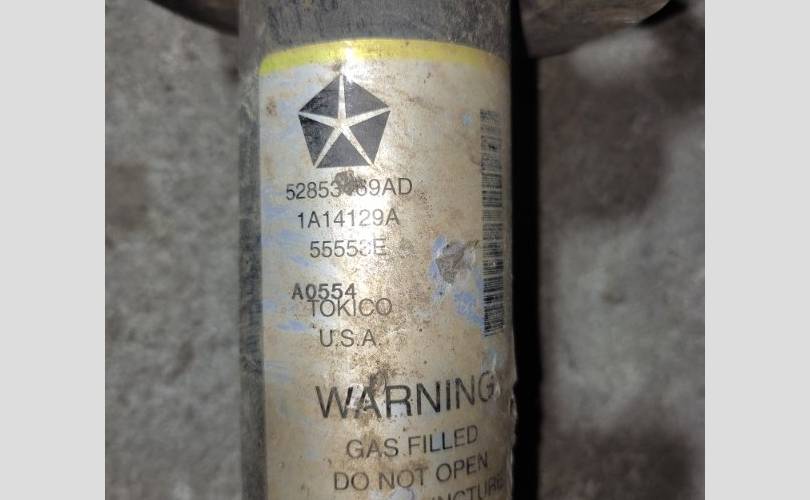 1A14129A
A0554
TOKICO
U.S.A.
WARNING
GAS FILLED
DO NOT OPEN